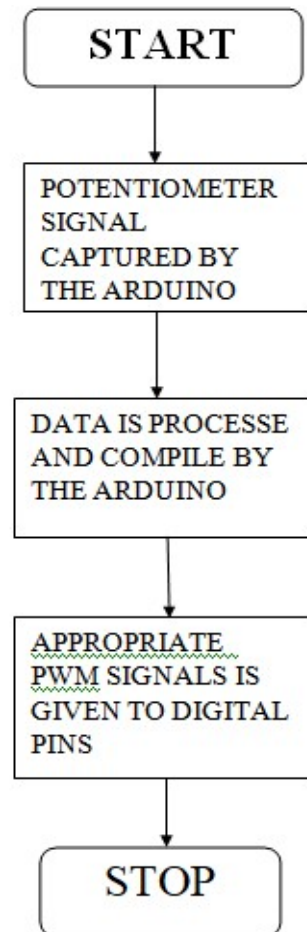 START
POTENTIOMETER
SIGNAL
CAPTURED BY
THE ARDUINO
DATA IS PROCESSE
AND COMPILE BY
THE ARDUINO
APPROPRIATE
PWM SIGNALS IS
GIVEN TO DIGITAL
PINS
STOP